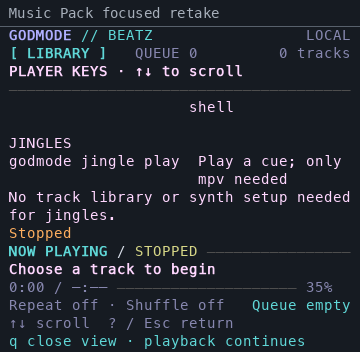 Music Pack focused retake
GODMODE // BEATZ LOCAL
[ LIBRARY ] QUEUE 0 0 tracks
PLAYER KEYS · ↑↓ to scroll
shell
JINGLES
godmode jingle play Play a cue; only
mpv needed
No track library or synth setup needed
for jingles.
Stopped
NOW PLAYING / STOPPED
Choose a track to begin
0:00 / —:—— 35%
Repeat off · Shuffle off Queue empty
↑↓ scroll ? / Esc return
q close view · playback continues